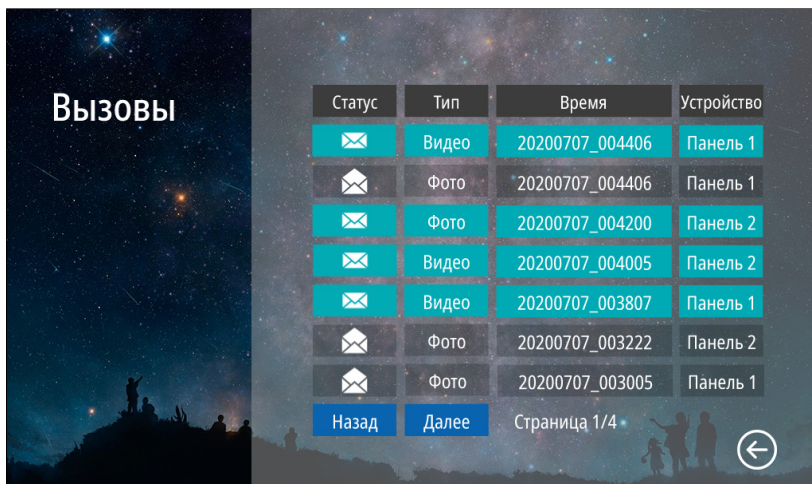 Вызовы
Статус Тип Время Устройство
Видео 20200707_004406 Панель 1
Фото 20200707_004406 Панель 1
Фото 20200707_004200 Панель 2
Видео 20200707_004005 Панель 2
Видео 20200707_003807 Панель 1
Фото 20200707_003222 Панель 2
Фото 20200707_003005 Панель 1
Назад Далее Страница 1/4